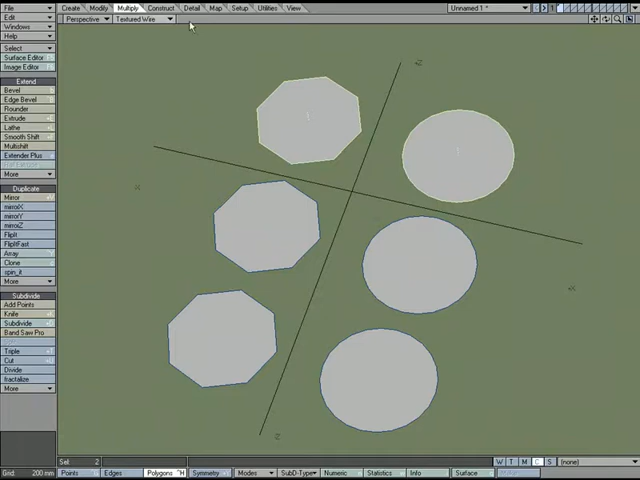 File Create Modify Multiply Construct Detail Map Setup Utilities View Unnamed 1 * 1
Edit Perspective Textured Wire
Windows
Help
Select
Surface Editor
Image Editor
Extend
Bevel
Edge Bevel
Rounder
Extrude
Lathe
Smooth Shift
Multishift
Extender Plus
More
Duplicate
Mirror
mirrorX
mirrorY
mirrorZ
FlipIt
FlipItFast
Array
Clone
spin_it
More
Subdivide
Add Points
Knife
Subdivide
Band Saw Pro
Triple
Cut
Divide
fractalize
More
-Z
-X
Z
Sel: 2 W T M C S (none)
Grid: 200 mm Points Edges Polygons ^H Symmetry Modes SubD-Type Numeric Statistics Info Surface